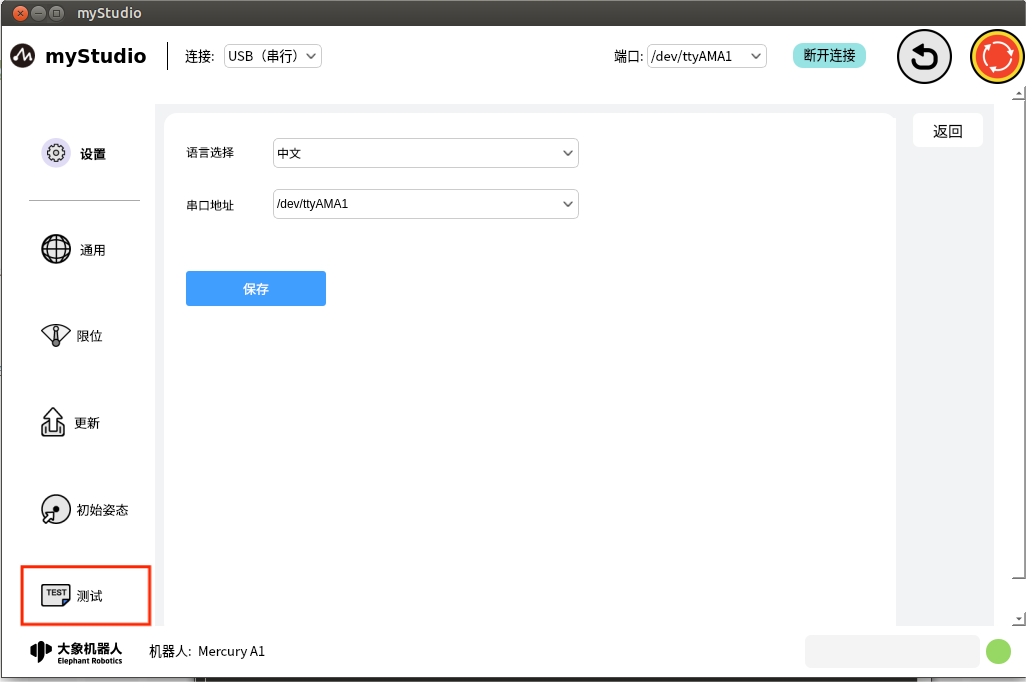 myStudio
myStudio 连接: USB（串行） 端口: /dev/ttyAMA1 断开连接
设置
通用
限位
更新
初始姿态
TEST 测试
语言选择 中文
串口地址 /dev/ttyAMA1
保存
返回
大象机器人
Elephant Robotics
机器人: Mercury A1